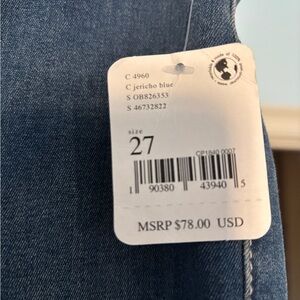 C 4960
C jericho blue
S OB826353
S 46732822
size
27
CP1840 0007
1 90380 43940 5
MSRP $78.00 USD